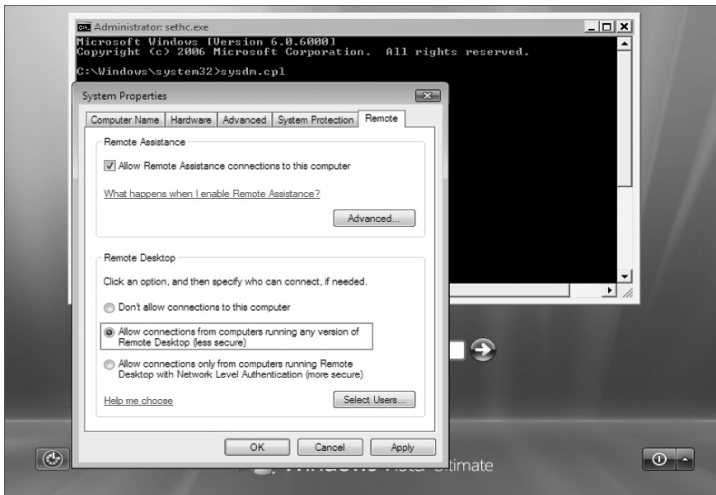 Administrator: sethc.exe
Microsoft Windows [Version 6.0.6000]
Copyright (c) 2006 Microsoft Corporation.  All rights reserved.
C:\Windows\system32>sysdm.cpl
System Properties
Computer Name
Hardware
Advanced
System Protection
Remote
Remote Assistance
Allow Remote Assistance connections to this computer
What happens when I enable Remote Assistance?
Advanced...
Remote Desktop
Click an option, and then specify who can connect, if needed.
Don't allow connections to this computer
Allow connections from computers running any version of
Remote Desktop (less secure)
Allow connections only from computers running Remote
Desktop with Network Level Authentication (more secure)
Help me choose
Select Users...
OK
Cancel
Apply